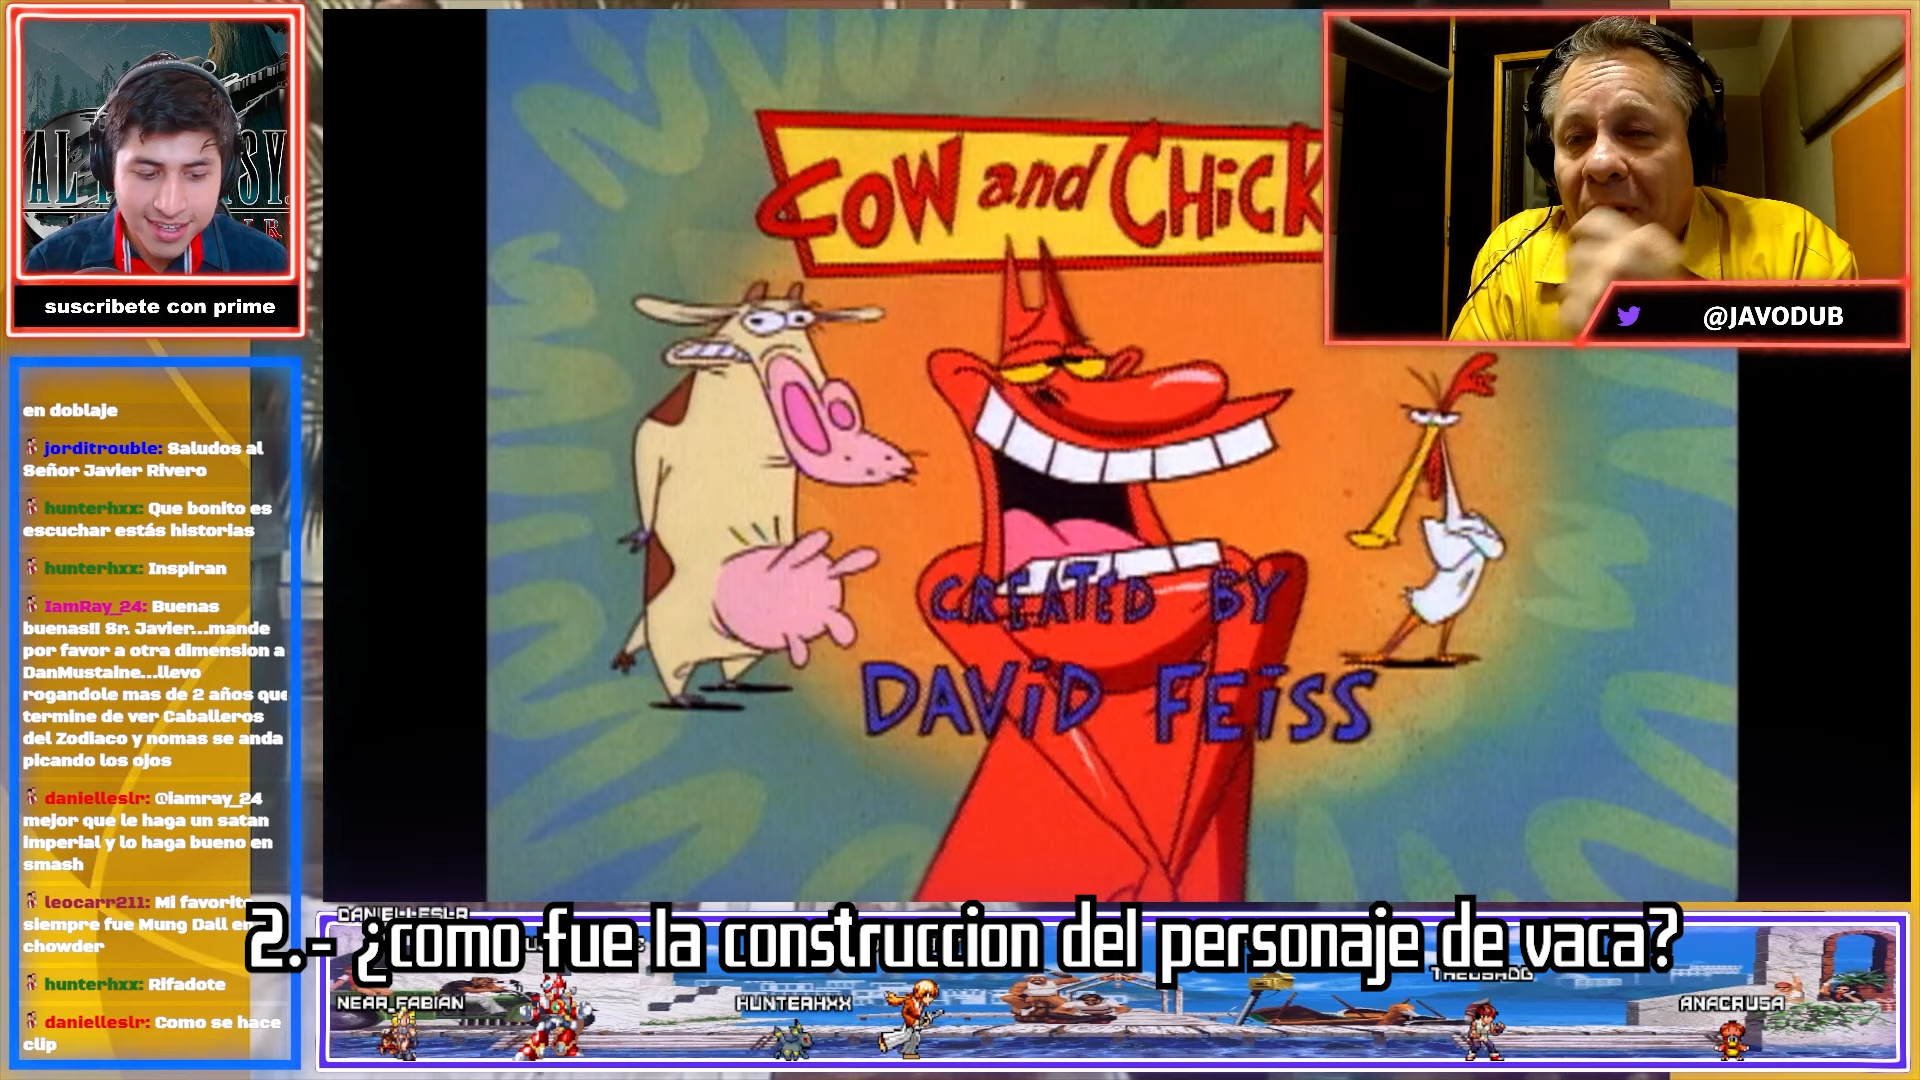 suscribete con prime
en doblaje
jorditrouble: Saludos al
Señor Javier Rivero
hunterhxx: Que bonito es
escuchar estás historias
hunterhxx: Inspiran
IamRay_24: Buenas
buenas!! Sr. Javier...mande
por favor a otra dimension a
DanMustaine...llevo
rogandole mas de 2 años que
termine de ver Caballeros
del Zodiaco y nomas se anda
picando los ojos
danielleslr: @iamray_24
mejor que le haga un satan
imperial y lo haga bueno en
smash
leocarr211: Mi favorito
siempre fue Mung Dall en
chowder
hunterhxx: Rifadote
danielleslr: Como se hace
clip
COW and CHICK
CREATED BY
DAViD FEiSS
@JAVODUB
DANIELLESLR
2.- ¿como fue la construccion del personaje de vaca?
NEAR_FABIAN
HUNTERHXX
ANACRUSA